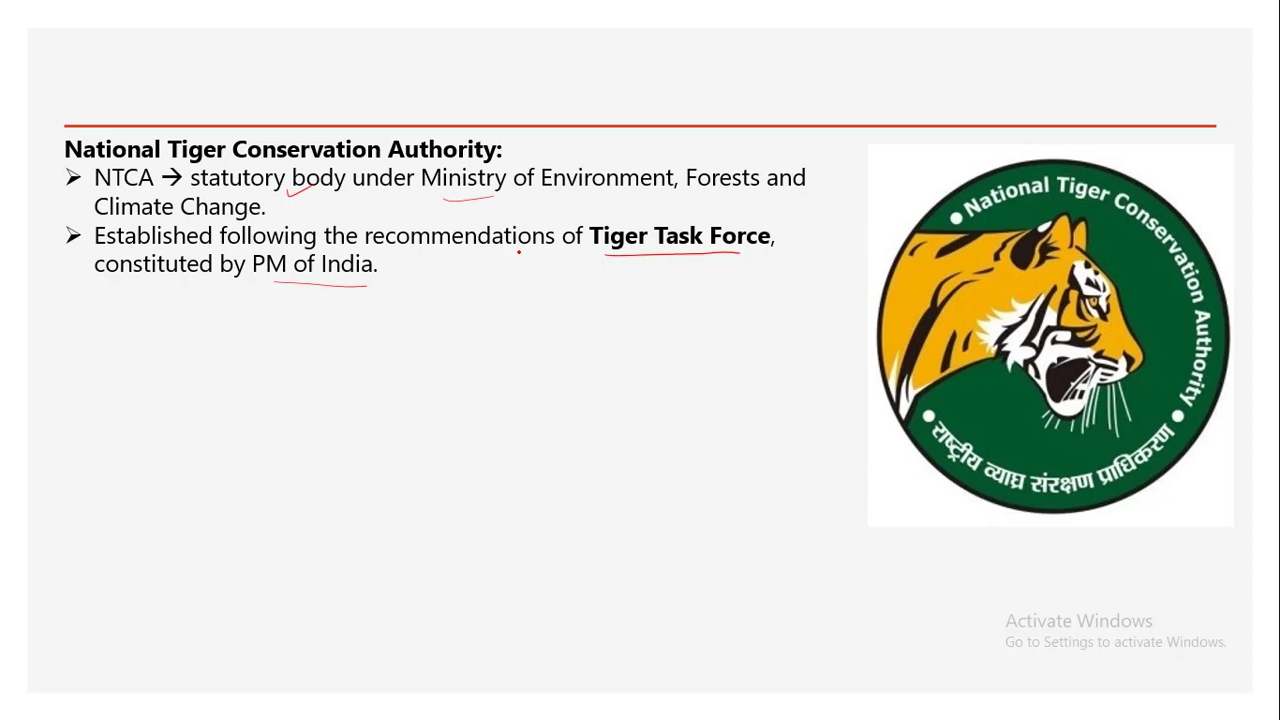 National Tiger Conservation Authority:
➢ NTCA → statutory body under Ministry of Environment, Forests and
Climate Change.
➢ Established following the recommendations of Tiger Task Force,
constituted by PM of India.
National Tiger Conservation Authority
राष्ट्रीय व्याघ्र संरक्षण प्राधिकरण
Activate Windows
Go to Settings to activate Windows.